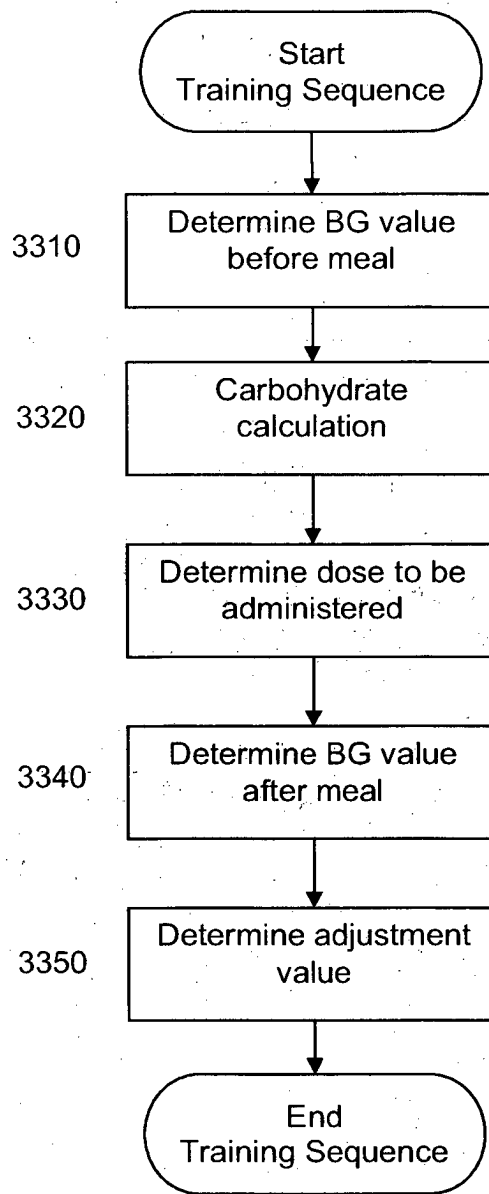 Start
Training Sequence
3310
Determine BG value
before meal
3320
Carbohydrate
calculation
3330
Determine dose to be
administered
3340
Determine BG value
after meal
3350
Determine adjustment
value
End
Training Sequence